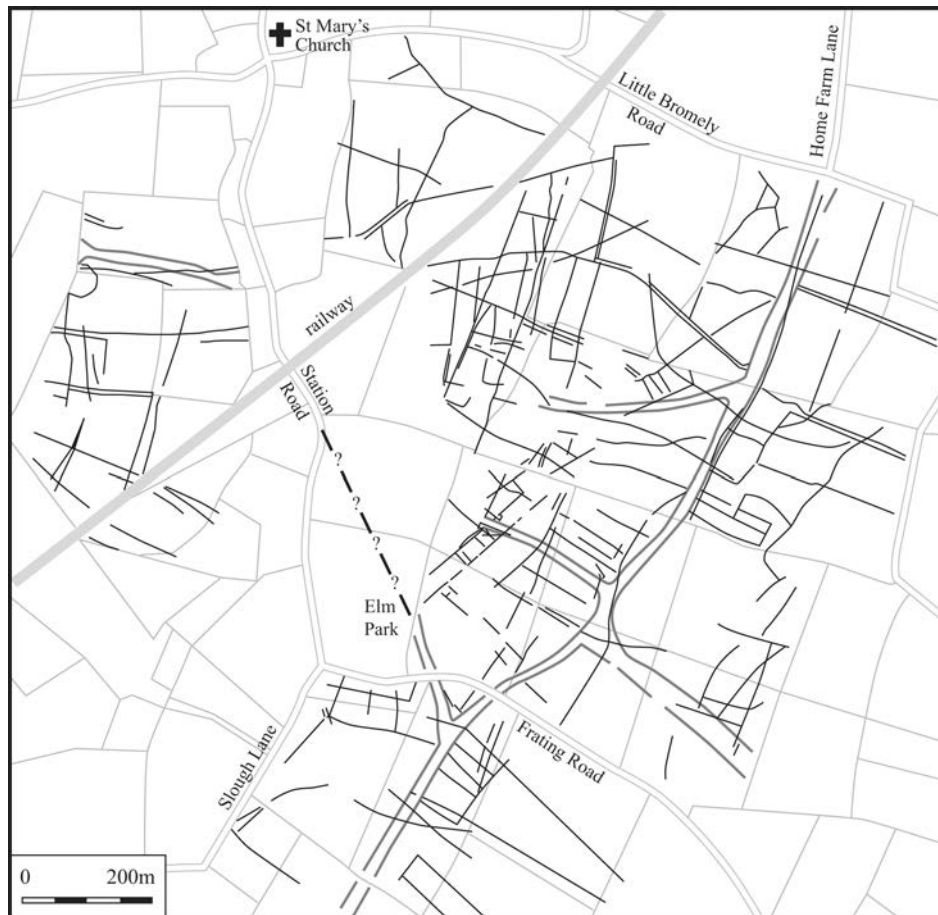 St Mary's
Church
Little Bromely
Road
Home Farm Lane
railway
Station
Road
?
?
?
?
Elm
Park
Slough Lane
Frating Road
0 200m